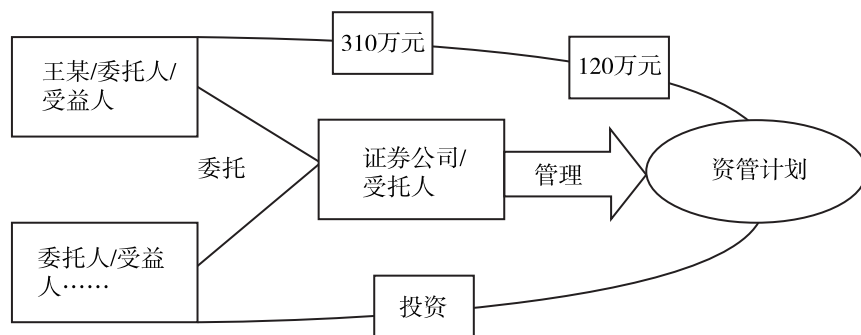 310万元
120万元
王某/委托人/
受益人
委托
证券公司/
受托人
管理
资管计划
委托人/受益
人……
投资